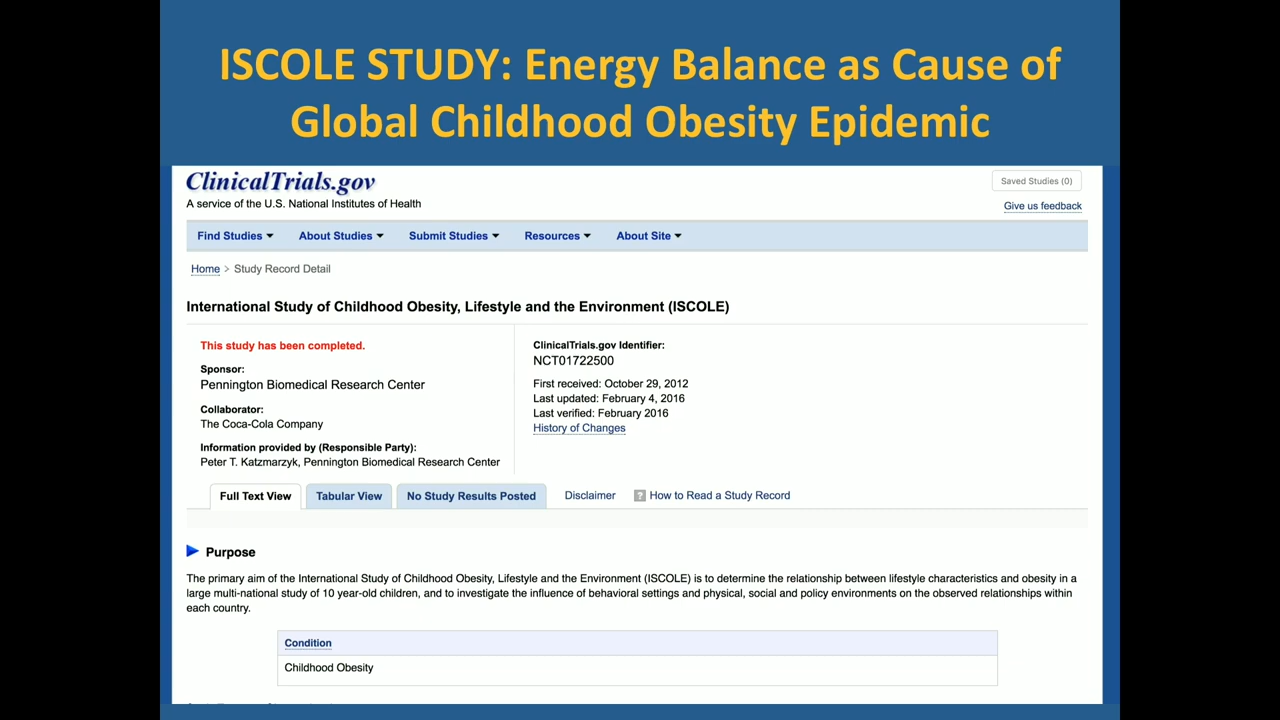 ISCOLE STUDY: Energy Balance as Cause of
Global Childhood Obesity Epidemic
ClinicalTrials.gov
Saved Studies (0)
A service of the U.S. National Institutes of Health
Give us feedback
Find Studies About Studies Submit Studies Resources About Site
Home > Study Record Detail
International Study of Childhood Obesity, Lifestyle and the Environment (ISCOLE)
This study has been completed.
Sponsor:
Pennington Biomedical Research Center
Collaborator:
The Coca-Cola Company
Information provided by (Responsible Party):
Peter T. Katzmarzyk, Pennington Biomedical Research Center
ClinicalTrials.gov Identifier:
NCT01722500
First received: October 29, 2012
Last updated: February 4, 2016
Last verified: February 2016
History of Changes
Full Text View Tabular View No Study Results Posted Disclaimer ? How to Read a Study Record
Purpose
The primary aim of the International Study of Childhood Obesity, Lifestyle and the Environment (ISCOLE) is to determine the relationship between lifestyle characteristics and obesity in a
large multi-national study of 10 year-old children, and to investigate the influence of behavioral settings and physical, social and policy environments on the observed relationships within
each country.
Condition
Childhood Obesity